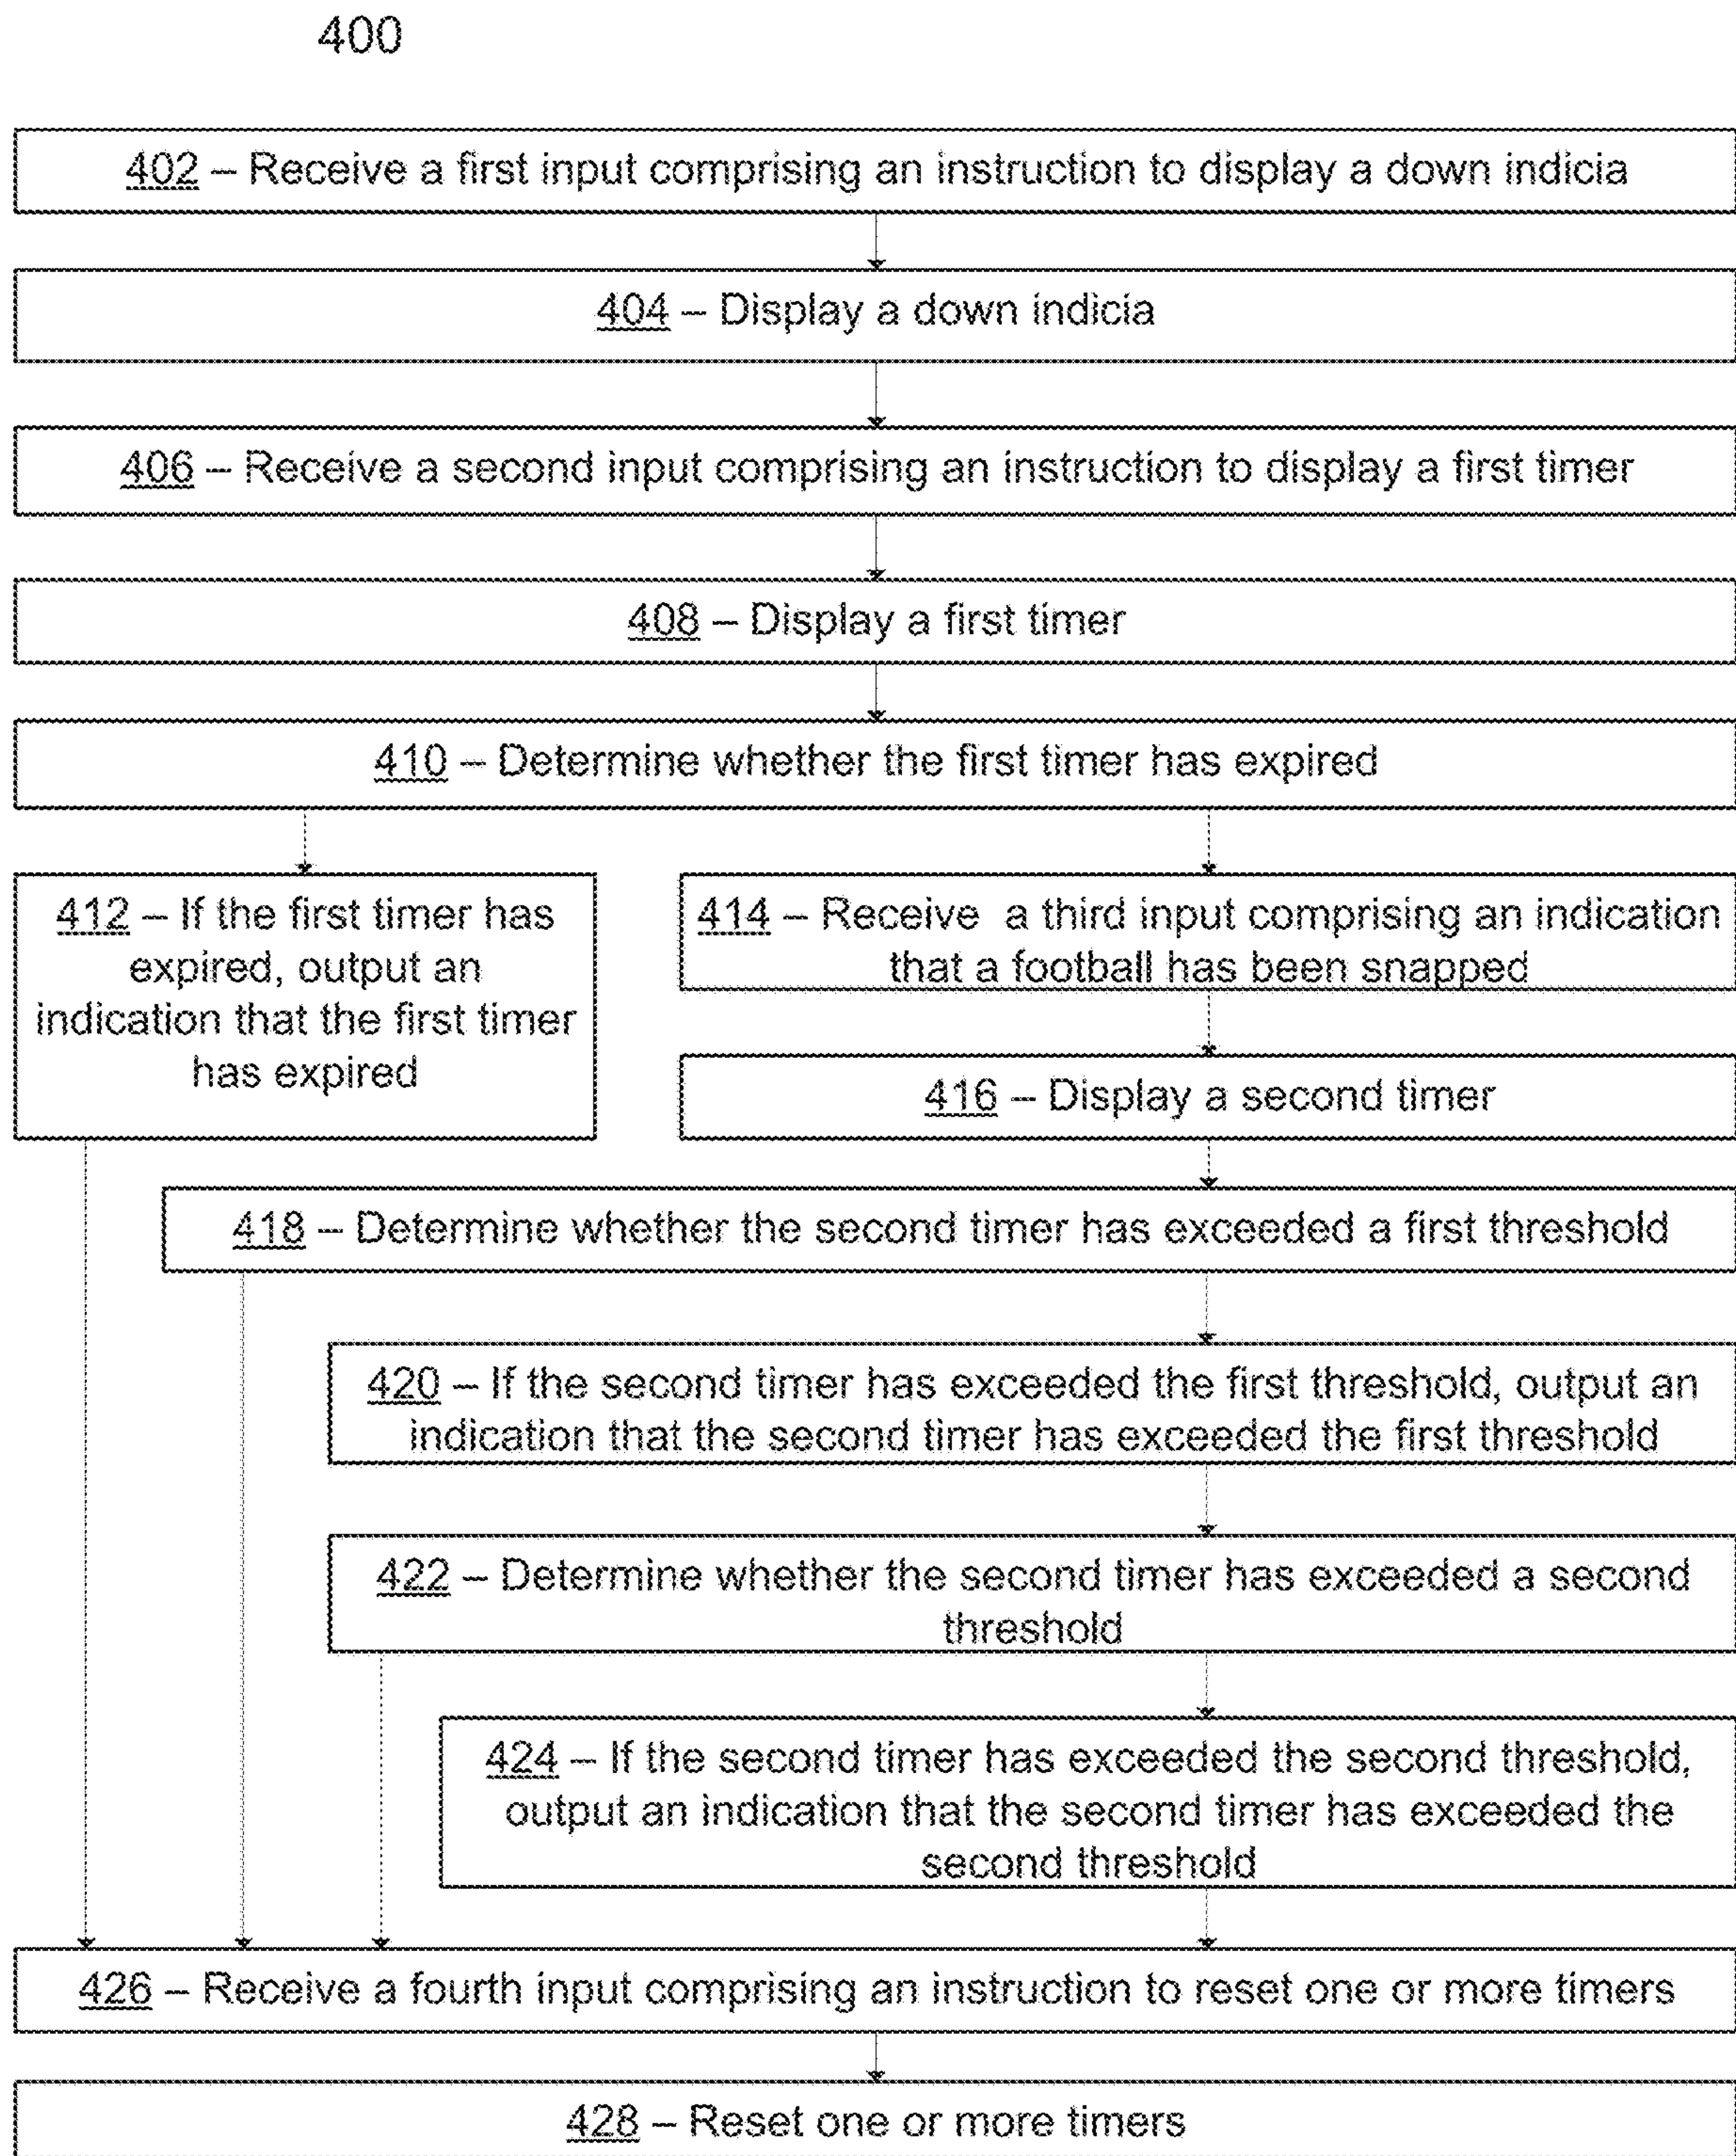 400
402 – Receive a first input comprising an instruction to display a down indicia
404 – Display a down indicia
406 – Receive a second input comprising an instruction to display a first timer
408 – Display a first timer
410 – Determine whether the first timer has expired
412 – If the first timer has
expired, output an
indication that the first timer
has expired
414 – Receive a third input comprising an indication
that a football has been snapped
416 – Display a second timer
418 – Determine whether the second timer has exceeded a first threshold
420 – If the second timer has exceeded the first threshold, output an
indication that the second timer has exceeded the first threshold
422 – Determine whether the second timer has exceeded a second
threshold
424 – If the second timer has exceeded the second threshold,
output an indication that the second timer has exceeded the
second threshold
426 – Receive a fourth input comprising an instruction to reset one or more timers
428 – Reset one or more timers